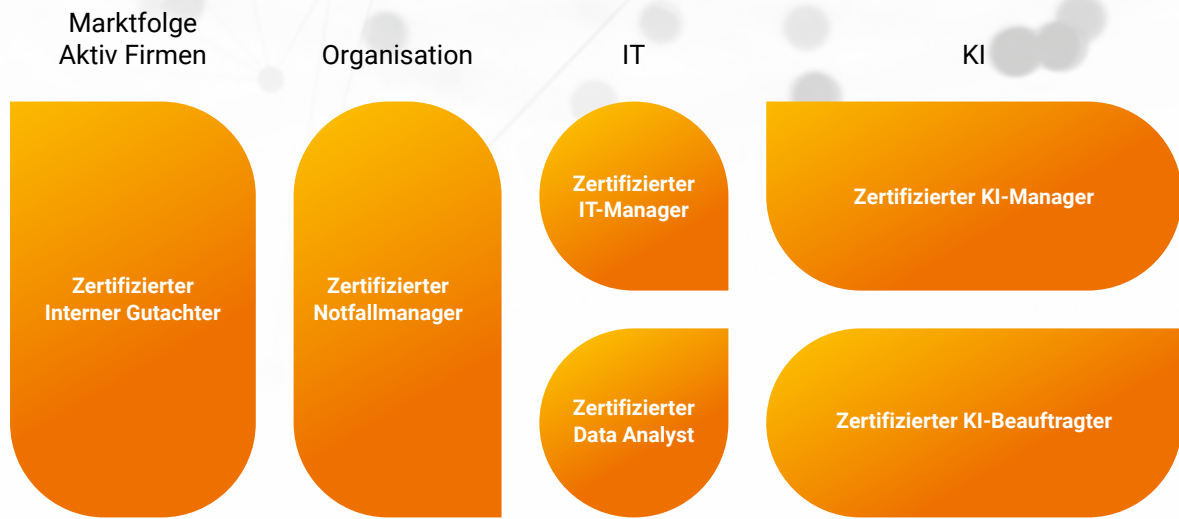 Marktfolge
Aktiv Firmen
Organisation
IT
KI
Zertifizierter
Interner Gutachter
Zertifizierter
Notfallmanager
Zertifizierter
IT-Manager
Zertifizierter KI-Manager
Zertifizierter
Data Analyst
Zertifizierter KI-Beauftragter